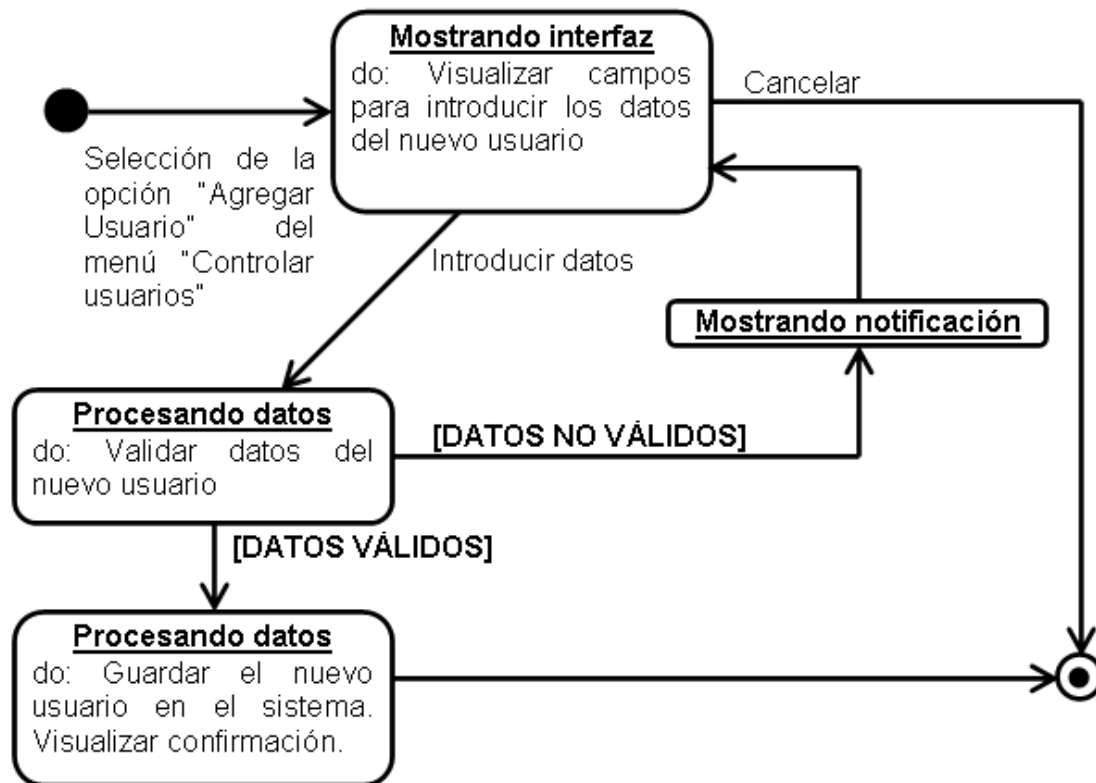 Mostrando interfaz
do: Visualizar campos
para introducir los datos
del nuevo usuario
Cancelar
Selección de la
opción "Agregar
Usuario" del
menú "Controlar
usuarios"
Introducir datos
Mostrando notificación
Procesando datos
do: Validar datos del
nuevo usuario
[DATOS NO VÁLIDOS]
[DATOS VÁLIDOS]
Procesando datos
do: Guardar el nuevo
usuario en el sistema.
Visualizar confirmación.